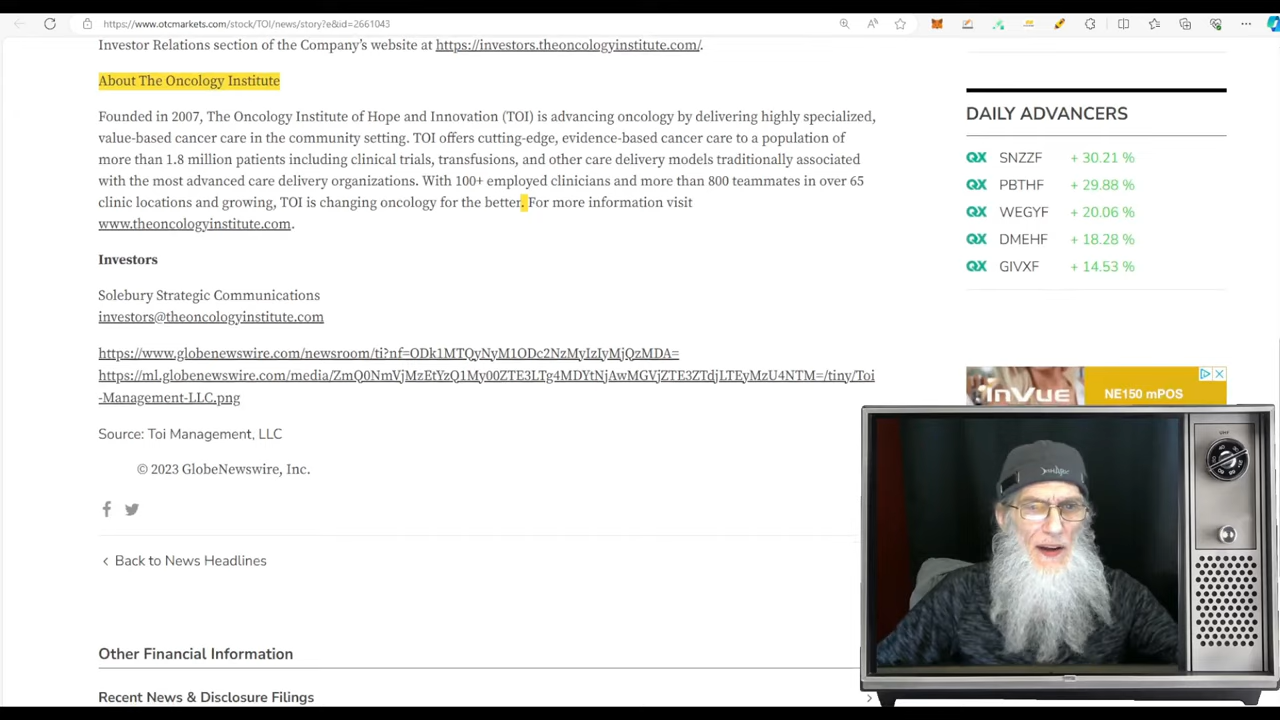 https://www.otcmarkets.com/stock/TOI/news/story?e&id=2661043
Investor Relations section of the Company's website at https://investors.theoncologyinstitute.com/.
About The Oncology Institute
Founded in 2007, The Oncology Institute of Hope and Innovation (TOI) is advancing oncology by delivering highly specialized,
value-based cancer care in the community setting. TOI offers cutting-edge, evidence-based cancer care to a population of
more than 1.8 million patients including clinical trials, transfusions, and other care delivery models traditionally associated
with the most advanced care delivery organizations. With 100+ employed clinicians and more than 800 teammates in over 65
clinic locations and growing, TOI is changing oncology for the better. For more information visit
www.theoncologyinstitute.com.
Investors
Solebury Strategic Communications
investors@theoncologyinstitute.com
https://www.globenewswire.com/newsroom/ti?nf=ODk1MTQyNyM1ODc2NzMyIzIyMjQzMDA=
https://ml.globenewswire.com/media/ZmQ0NmVjMzEtYzQ1My00ZTE3LTg4MDYtNjAwMGVjZTE3ZTdjLTEyMzU4NTM=/tiny/Toi
-Management-LLC.png
Source: Toi Management, LLC
© 2023 GlobeNewswire, Inc.
Back to News Headlines
Other Financial Information
Recent News & Disclosure Filings
DAILY ADVANCERS
QX SNZZF + 30.21 %
QX PBTHF + 29.88 %
QX WEGYF + 20.06 %
QX DMEHF + 18.28 %
QX GIVXF + 14.53 %
inVUE NE150 mPOS